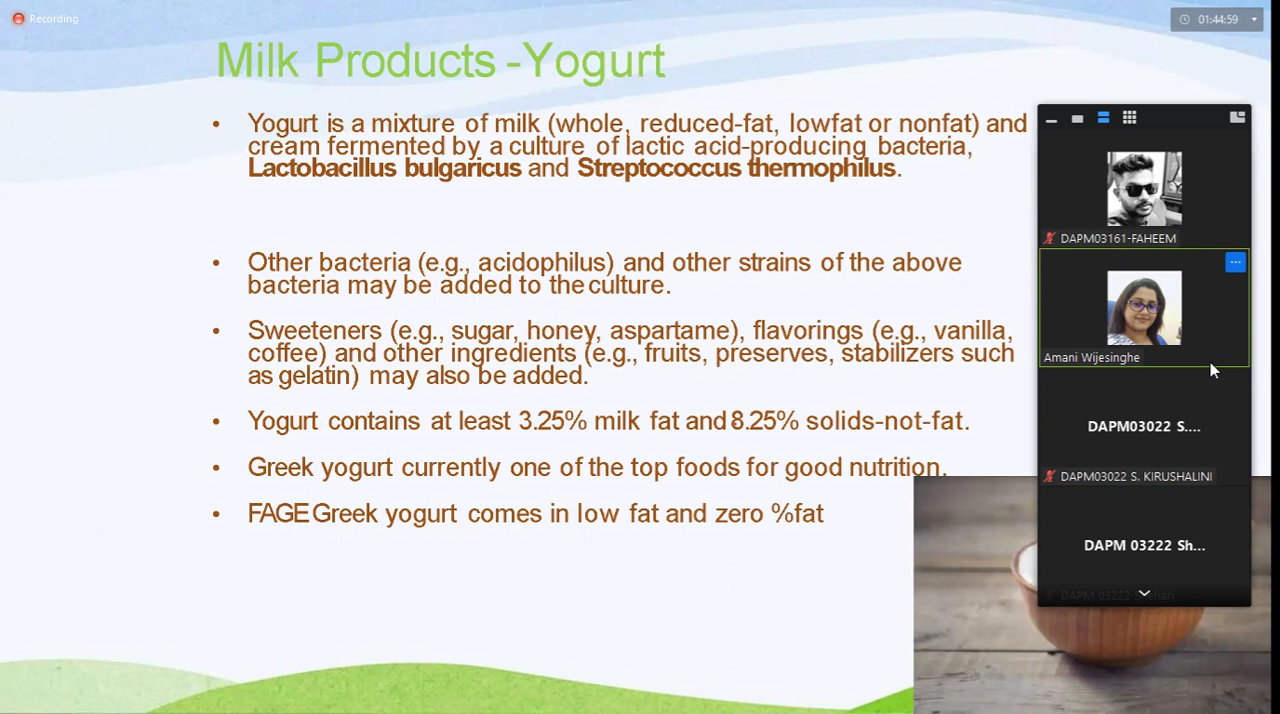 Recording
01:44:59
Milk Products -Yogurt
• Yogurt is a mixture of milk (whole, reduced-fat, lowfat or nonfat) and
cream fermented by a culture of lactic acid-producing bacteria,
Lactobacillus bulgaricus and Streptococcus thermophilus.
• Other bacteria (e.g., acidophilus) and other strains of the above
bacteria may be added to the culture.
• Sweeteners (e.g., sugar, honey, aspartame), flavorings (e.g., vanilla,
coffee) and other ingredients (e.g., fruits, preserves, stabilizers such
as gelatin) may also be added.
• Yogurt contains at least 3.25% milk fat and 8.25% solids-not-fat.
• Greek yogurt currently one of the top foods for good nutrition.
• FAGE Greek yogurt comes in low fat and zero %fat
DAPM03161-FAHEEM
Amani Wijesinghe
DAPM03022 S....
DAPM03022 S. KIRUSHALINI
DAPM 03222 Sh...
DAPM 03222 Shehari